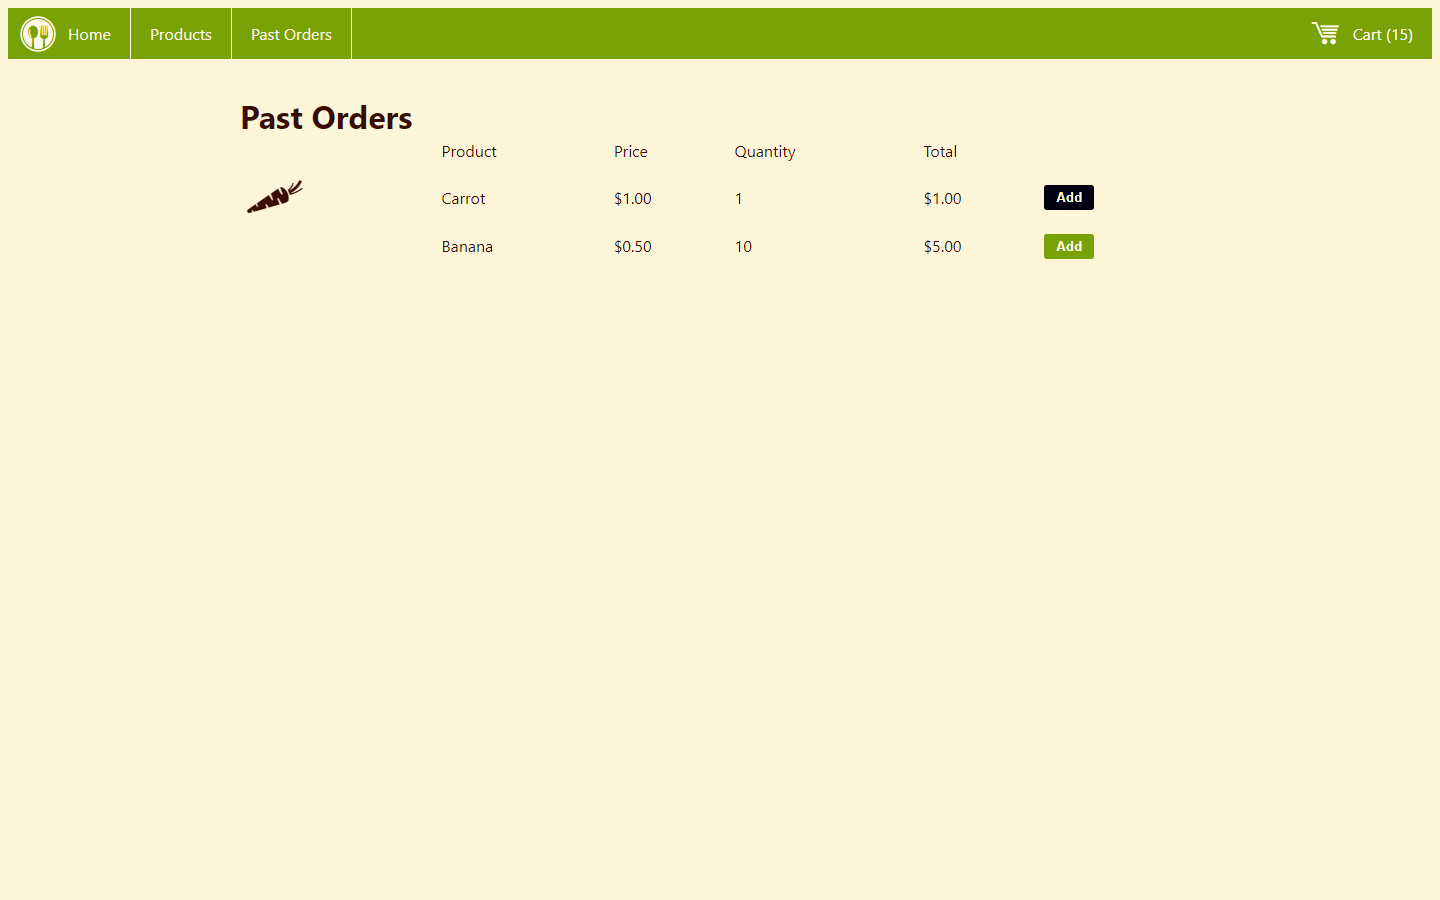 Home Products Past Orders Cart (15)
Past Orders
Product Price Quantity Total
Carrot $1.00 1 $1.00 Add
Banana $0.50 10 $5.00 Add